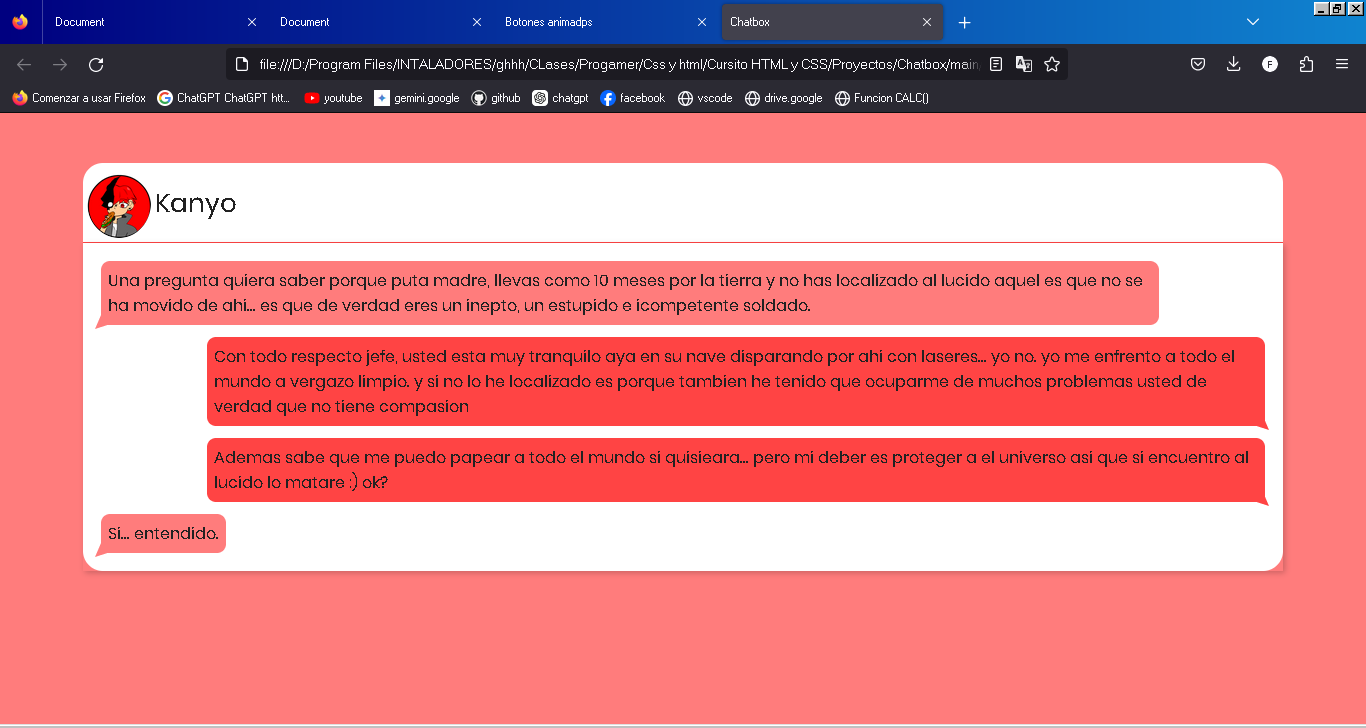 Document
Document
Botones animadps
Chatbox
file:///D:/Program Files/INTALADORES/ghhh/CLases/Progamer/Css y html/Cursito HTML y CSS/Proyectos/Chatbox/main
F
Comenzar a usar Firefox
ChatGPT ChatGPT htt...
youtube
gemini.google
github
chatgpt
facebook
vscode
drive.google
Funcion CALC()
Kanyo
Una pregunta quiera saber porque puta madre, llevas como 10 meses por la tierra y no has localizado al lucido aquel es que no se
ha movido de ahi... es que de verdad eres un inepto, un estupido e icompetente soldado.
Con todo respecto jefe, usted esta muy tranquilo aya en su nave disparando por ahi con laseres... yo no. yo me enfrento a todo el
mundo a vergazo limpio. y si no lo he localizado es porque tambien he tenido que ocuparme de muchos problemas usted de
verdad que no tiene compasion
Ademas sabe que me puedo papear a todo el mundo si quisieara... pero mi deber es proteger a el universo asi que si encuentro al
lucido lo matare :) ok?
Si... entendido.